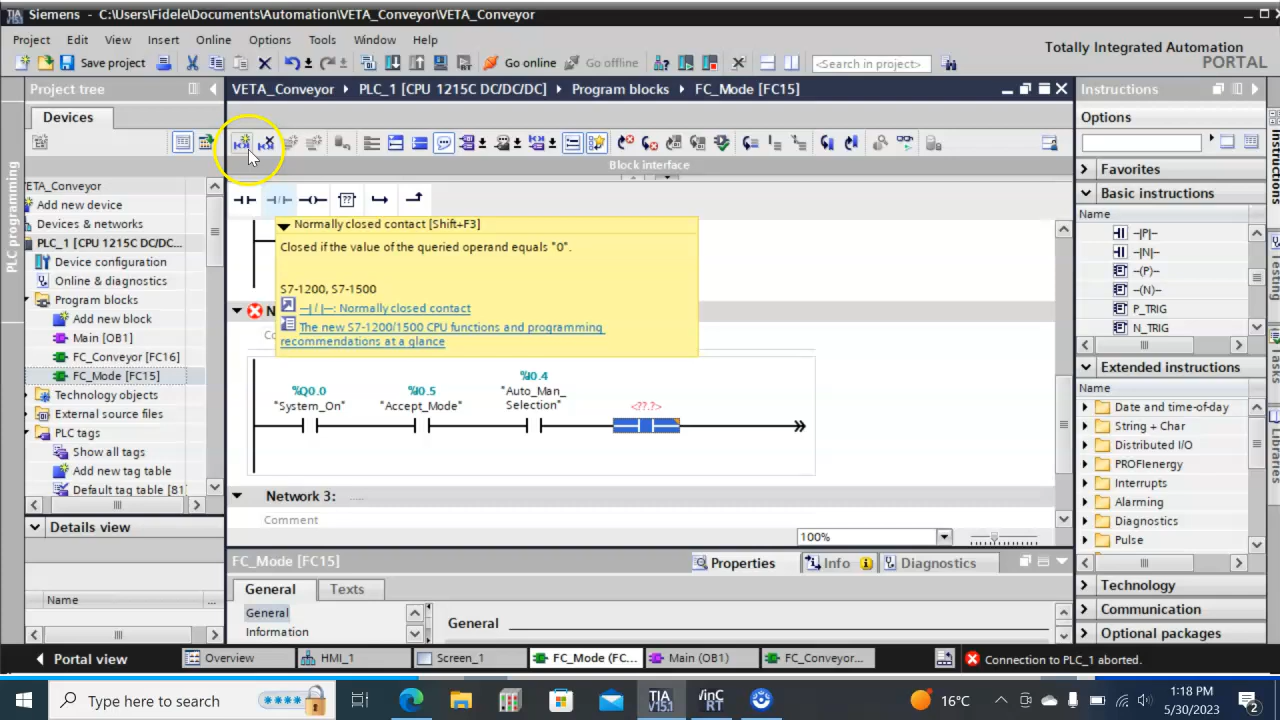 Siemens - C:\Users\Fidele\Documents\Automation\VETA_Conveyor\VETA_Conveyor
Project Edit View Insert Online Options Tools Window Help
Totally Integrated Automation
PORTAL
Save project
Go online
Go offline
<Search in project>
Project tree
VETA_Conveyor
PLC_1 [CPU 1215C DC/DC/DC]
Program blocks
FC_Mode [FC15]
Instructions
Devices
Options
Block interface
Favorites
Basic instructions
Name
-|P|-
-|N|-
-(P)-
-(N)-
P_TRIG
N_TRIG
Extended instructions
Name
Date and time-of-day
String + Char
Distributed I/O
PROFIenergy
Interrupts
Alarming
Diagnostics
Pulse
Technology
Communication
Optional packages
Instructions
Testing
Tasks
Libraries
PLC programming
Add new device
Devices & networks
PLC_1 [CPU 1215C DC/DC/DC...
Device configuration
Online & diagnostics
Program blocks
Add new block
Main [OB1]
FC_Conveyor [FC16]
FC_Mode [FC15]
Technology objects
External source files
PLC tags
Show all tags
Add new tag table
Default tag table [81]
Details view
Name
...
Normally closed contact [Shift+F3]
Closed if the value of the queried operand equals "0".
S7-1200, S7-1500
—| / |—: Normally closed contact
The new S7-1200/1500 CPU functions and programming
recommendations at a glance
%Q0.0
"System_On"
%I0.5
"Accept_Mode"
%I0.4
"Auto_Man_
Selection"
<??.?>
Network 3: .....
Comment
100%
FC_Mode [FC15]
Properties
Info
Diagnostics
General
Texts
General
Information
General
Portal view
Overview
HMI_1
Screen_1
FC_Mode (FC...
Main (OB1)
FC_Conveyor...
Connection to PLC_1 aborted.
Type here to search
16°C
1:18 PM
5/30/2023
2